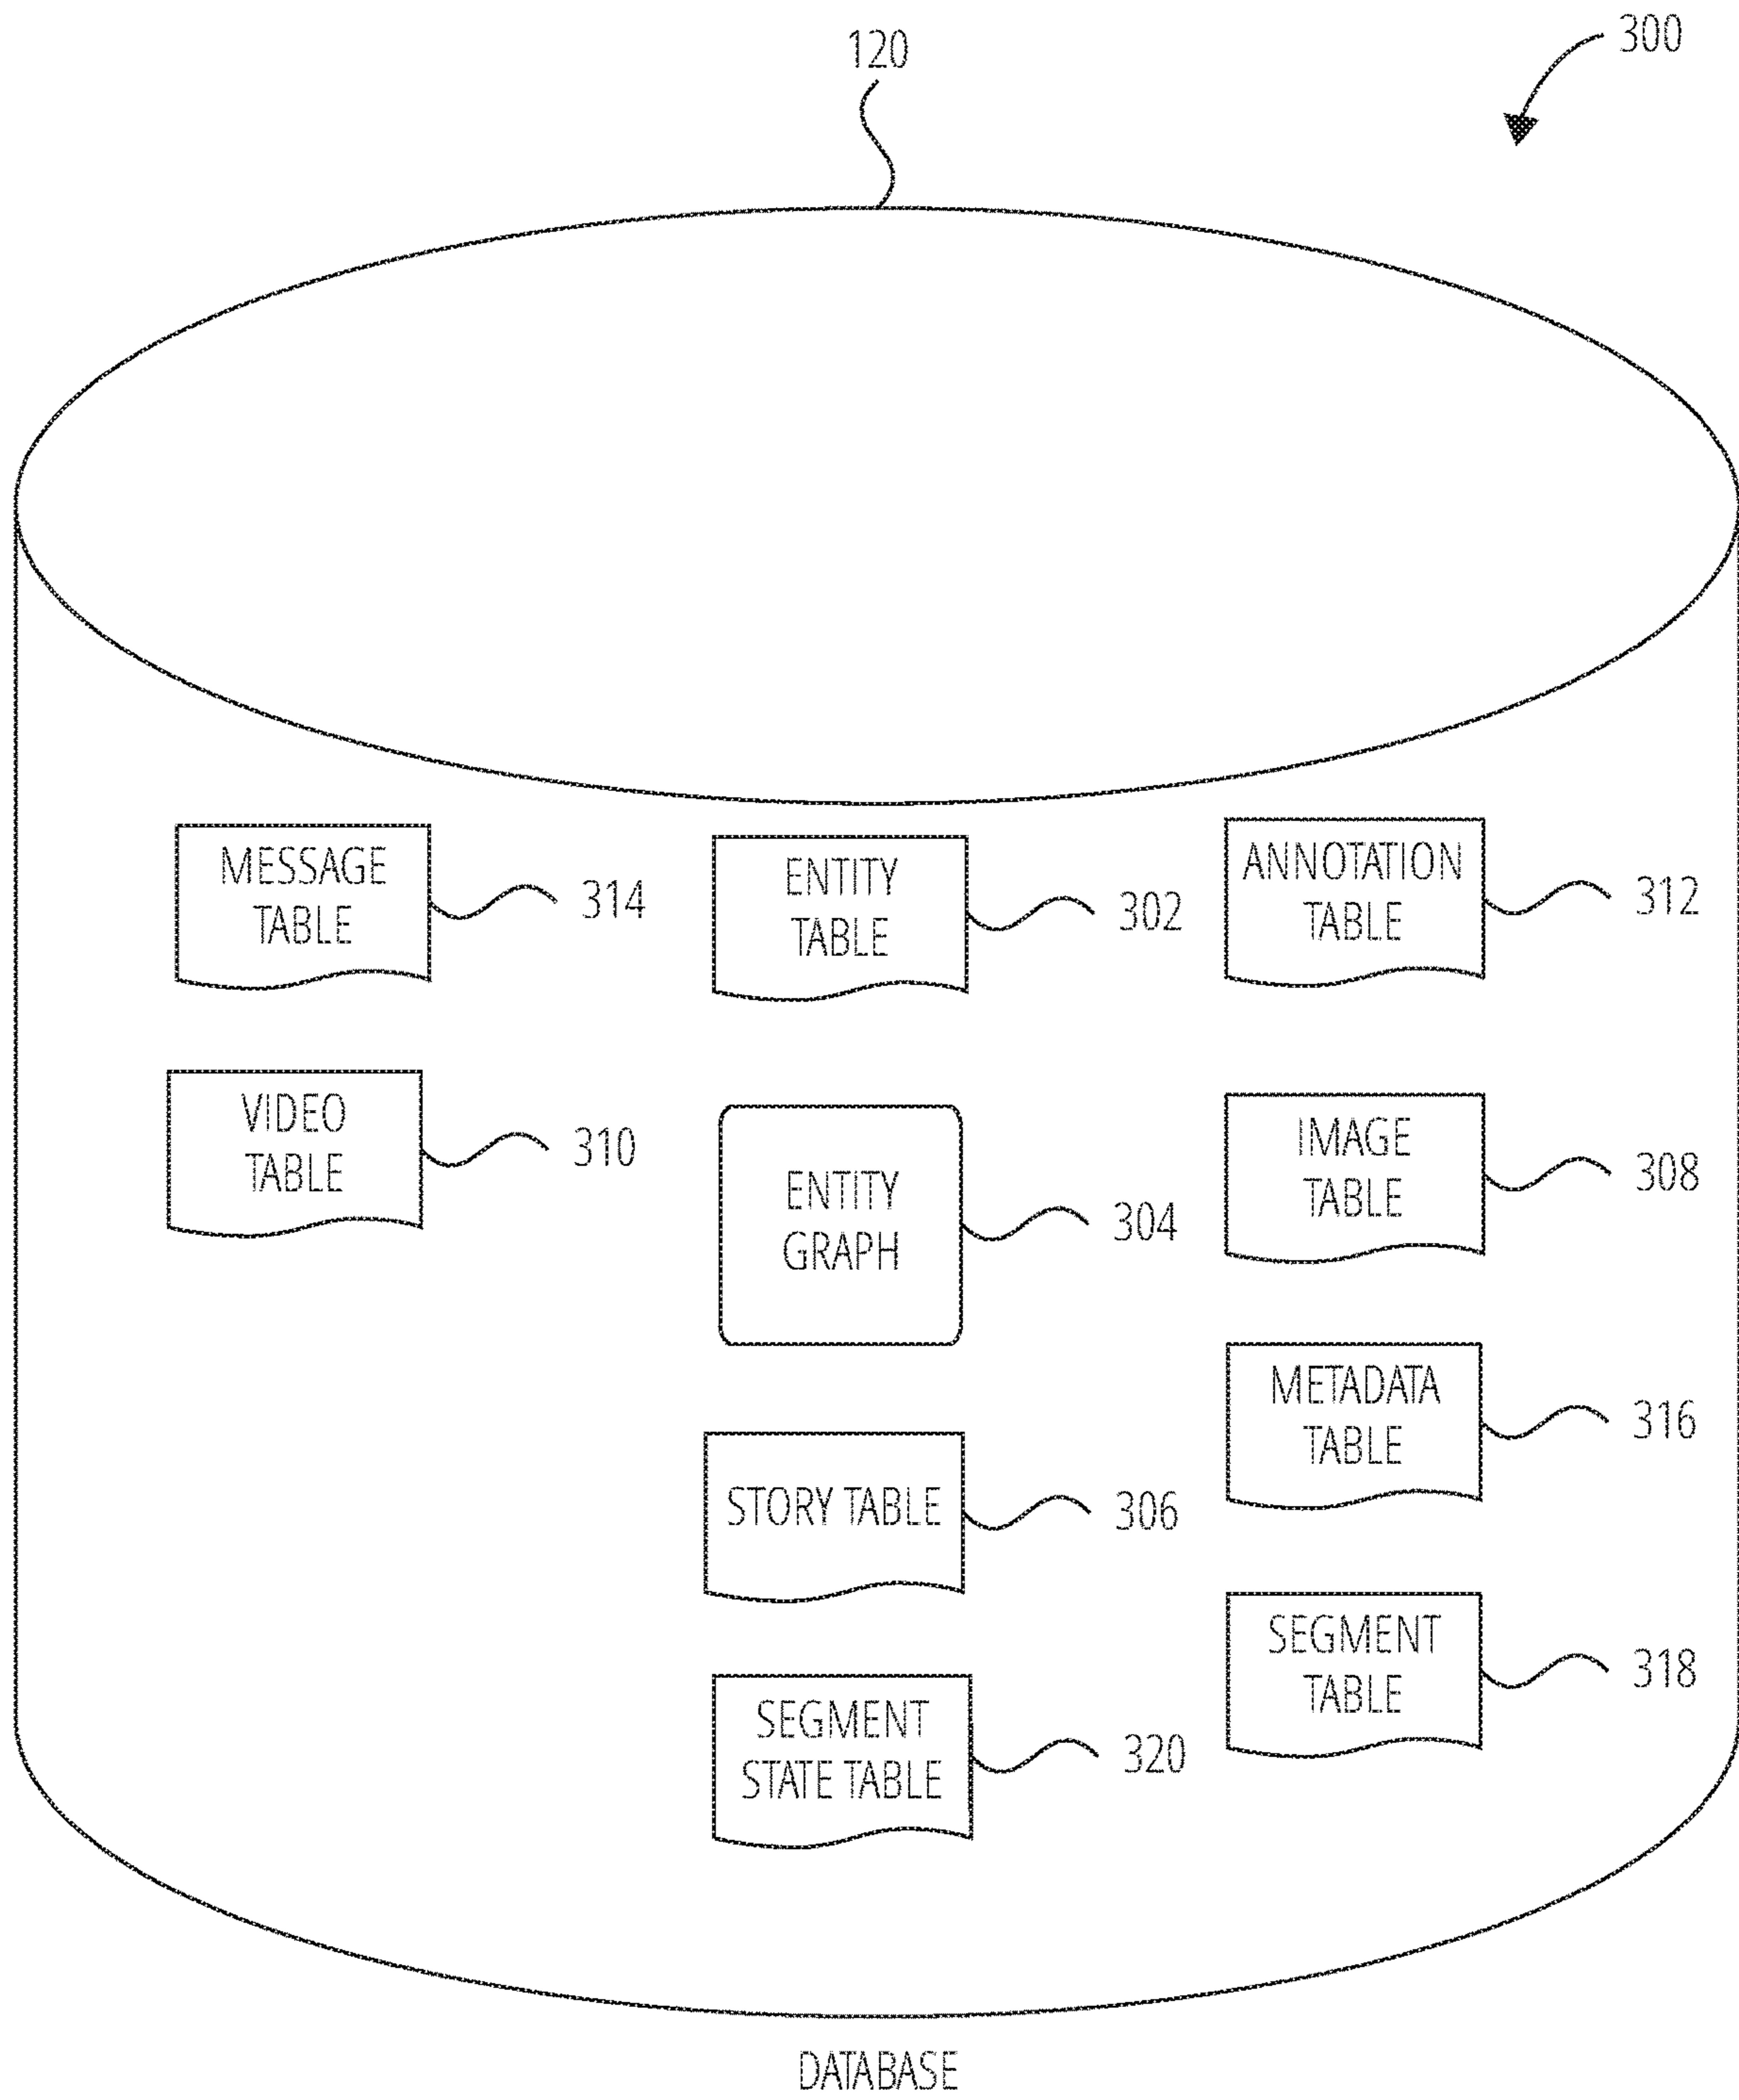 120
300
MESSAGE
TABLE
314
ENTITY
TABLE
302
ANNOTATION
TABLE
312
VIDEO
TABLE
310
ENTITY
GRAPH
304
IMAGE
TABLE
308
METADATA
TABLE
316
STORY TABLE
306
SEGMENT
TABLE
318
SEGMENT
STATE TABLE
320
DATABASE